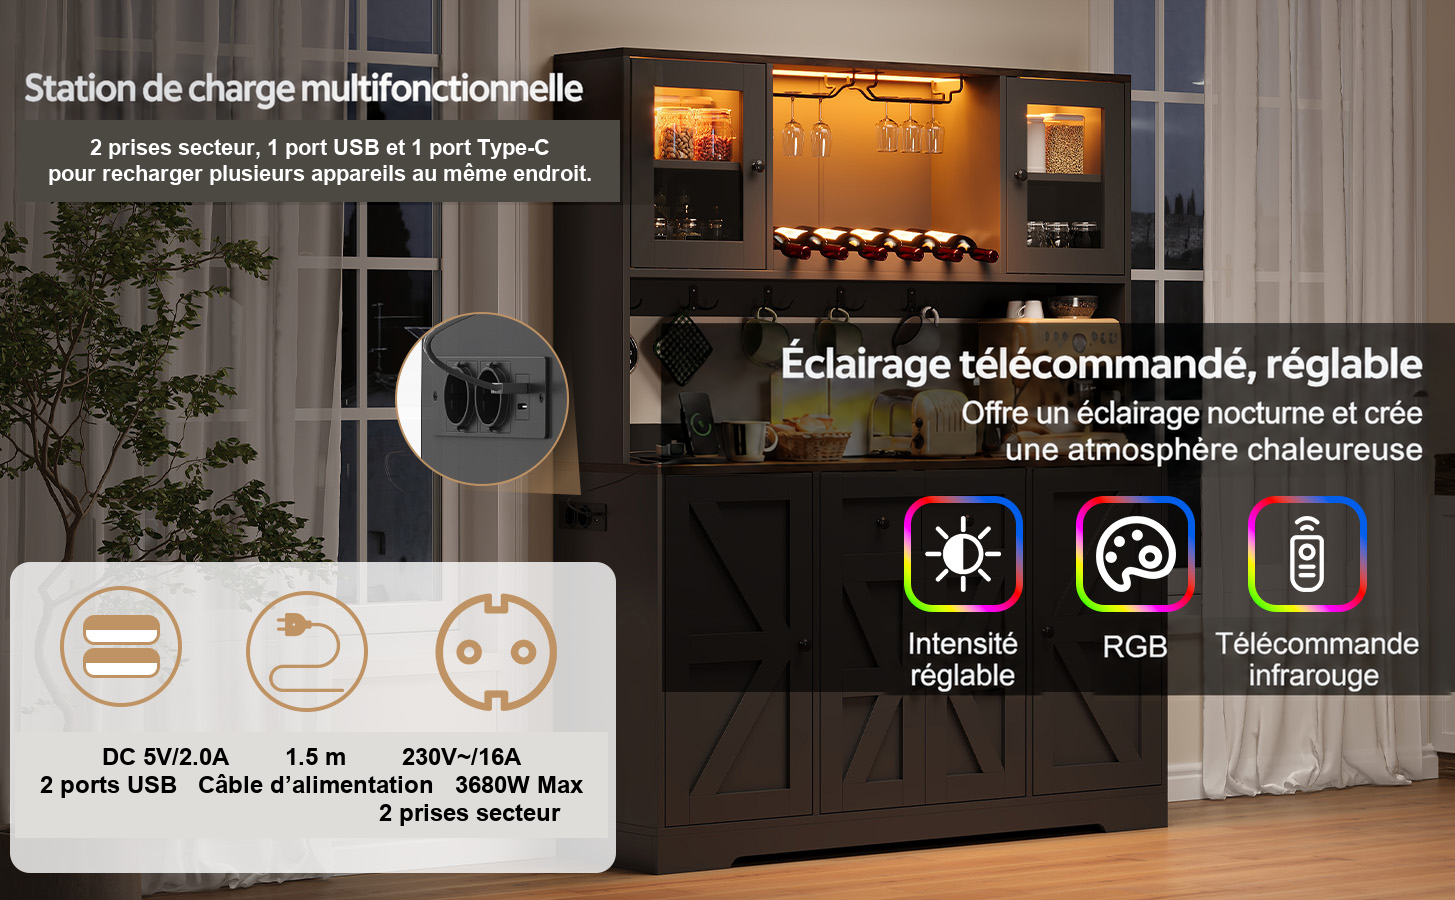 Station de charge multifonctionnelle
2 prises secteur, 1 port USB et 1 port Type-C
pour recharger plusieurs appareils au même endroit.
Éclairage télécommandé, réglable
Offre un éclairage nocturne et crée
une atmosphère chaleureuse
Intensité
réglable
RGB
Télécommande
infrarouge
DC 5V/2.0A 1.5 m 230V~/16A
2 ports USB Câble d’alimentation 3680W Max
2 prises secteur